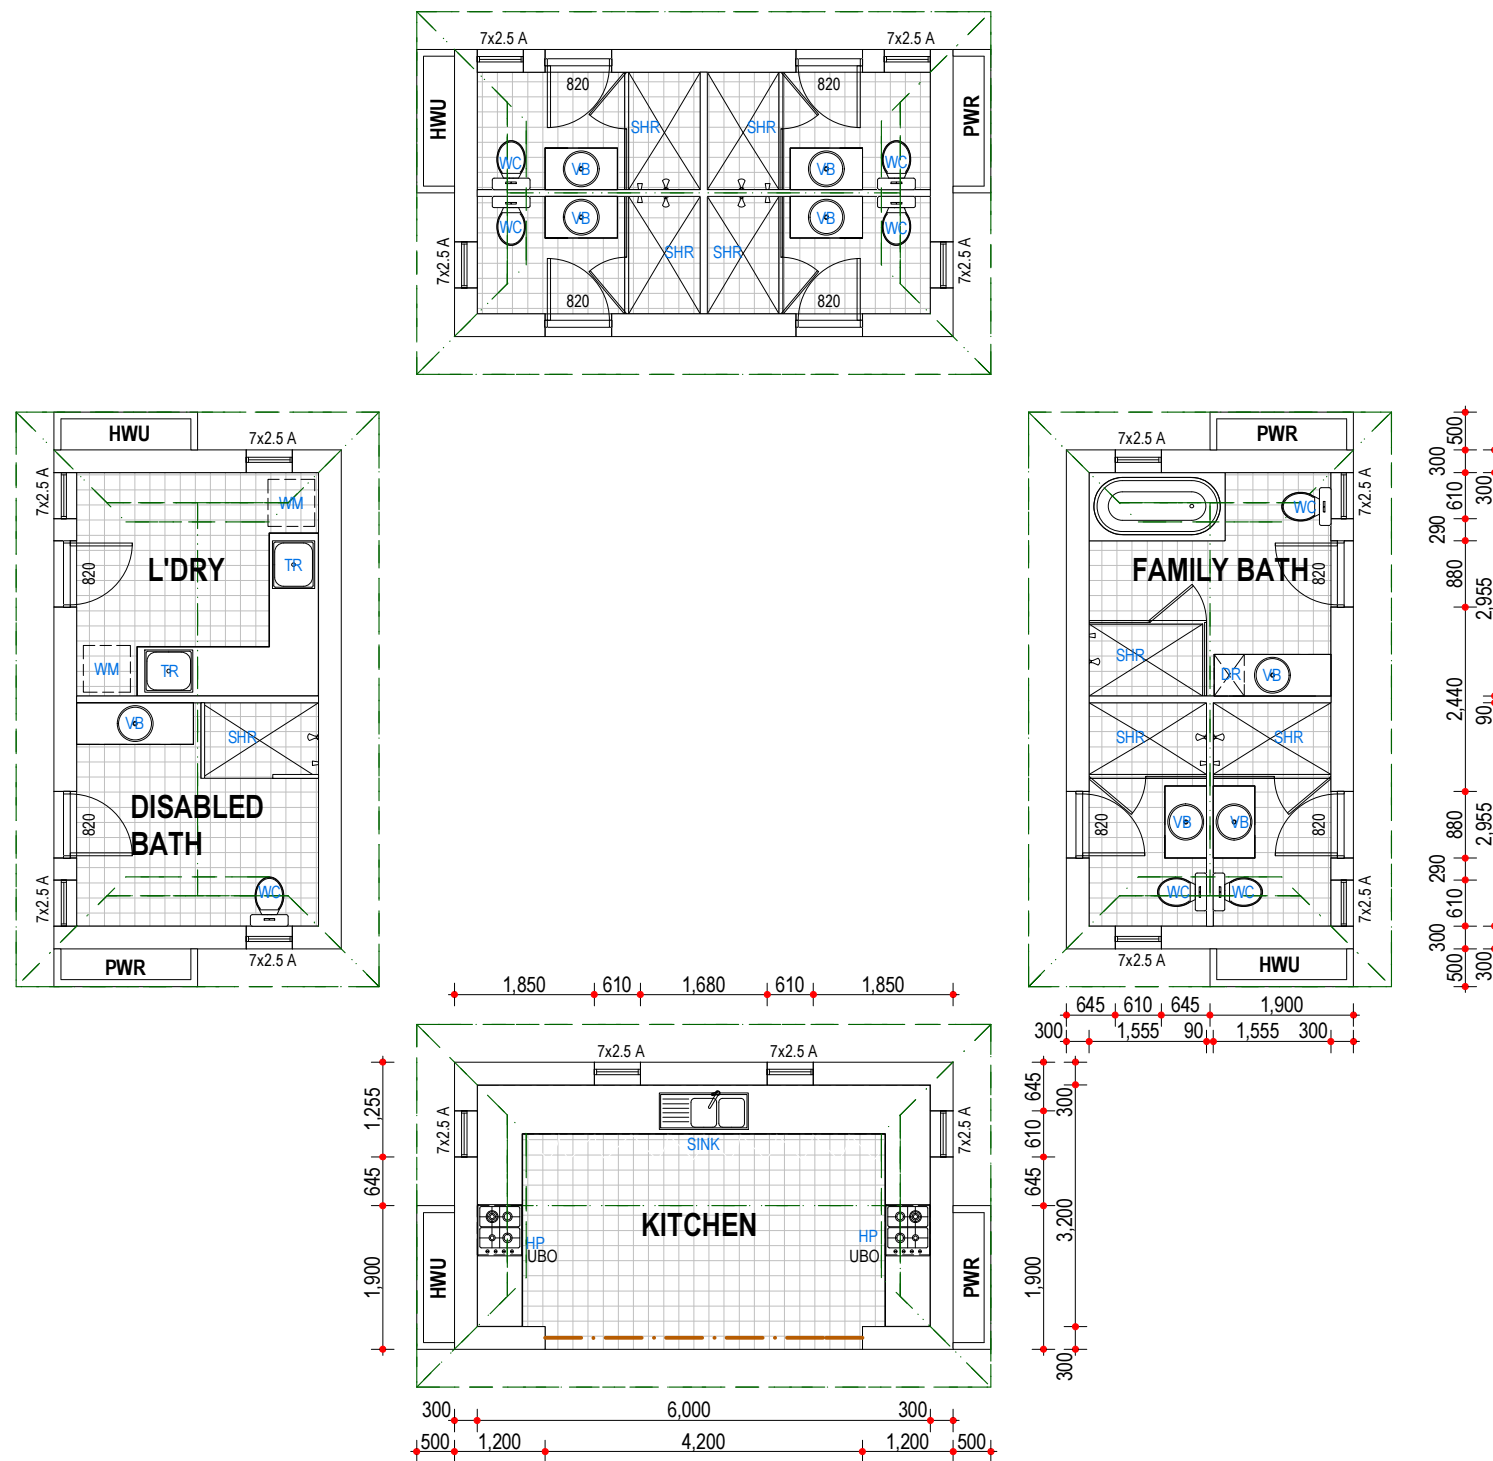 7x2.5 A
7x2.5 A
HWU
820
820
PWR
SHR
SHR
WC
VB
VB
WC
WC
VB
VB
WC
SHR
SHR
7x2.5 A
820
820
7x2.5 A
HWU
7x2.5 A
7x2.5 A
WM
820
L'DRY
TR
WM
TR
VB
SHR
820
DISABLED
BATH
WC
7x2.5 A
7x2.5 A
PWR
PWR
7x2.5 A
7x2.5 A
WC
FAMILY BATH
820
SHR
DR
VB
SHR
SHR
820
VB
VB
820
WC
WC
7x2.5 A
7x2.5 A
HWU
500
300
610
290
880
2,440
880
290
610
300
500
300
2,955
90
2,955
300
645
610
645
1,900
300
1,555
90
1,555
300
1,850
610
1,680
610
1,850
7x2.5 A
7x2.5 A
1,255
645
1,900
7x2.5 A
SINK
7x2.5 A
KITCHEN
HP
UBO
HP
UBO
HWU
PWR
645
610
645
1,900
300
3,200
300
300
6,000
300
500
1,200
4,200
1,200
500